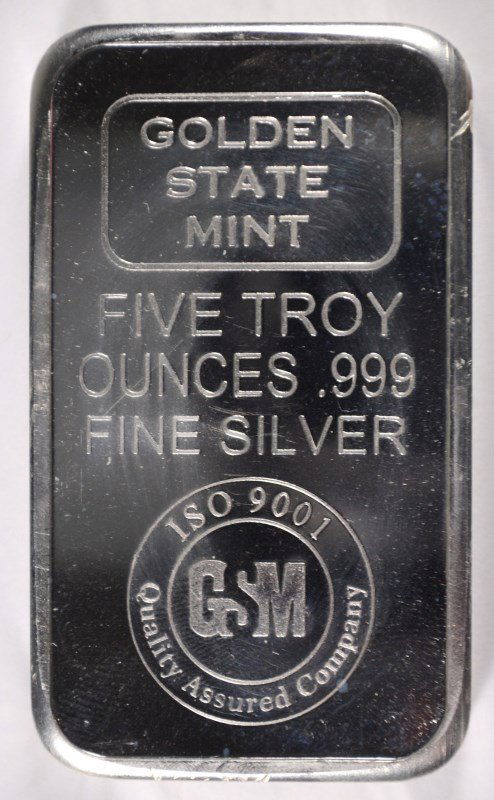 GOLDEN
STATE
MINT
FIVE TROY
OUNCES .999
FINE SILVER
ISO 9001
GSM
Quality Assured Company